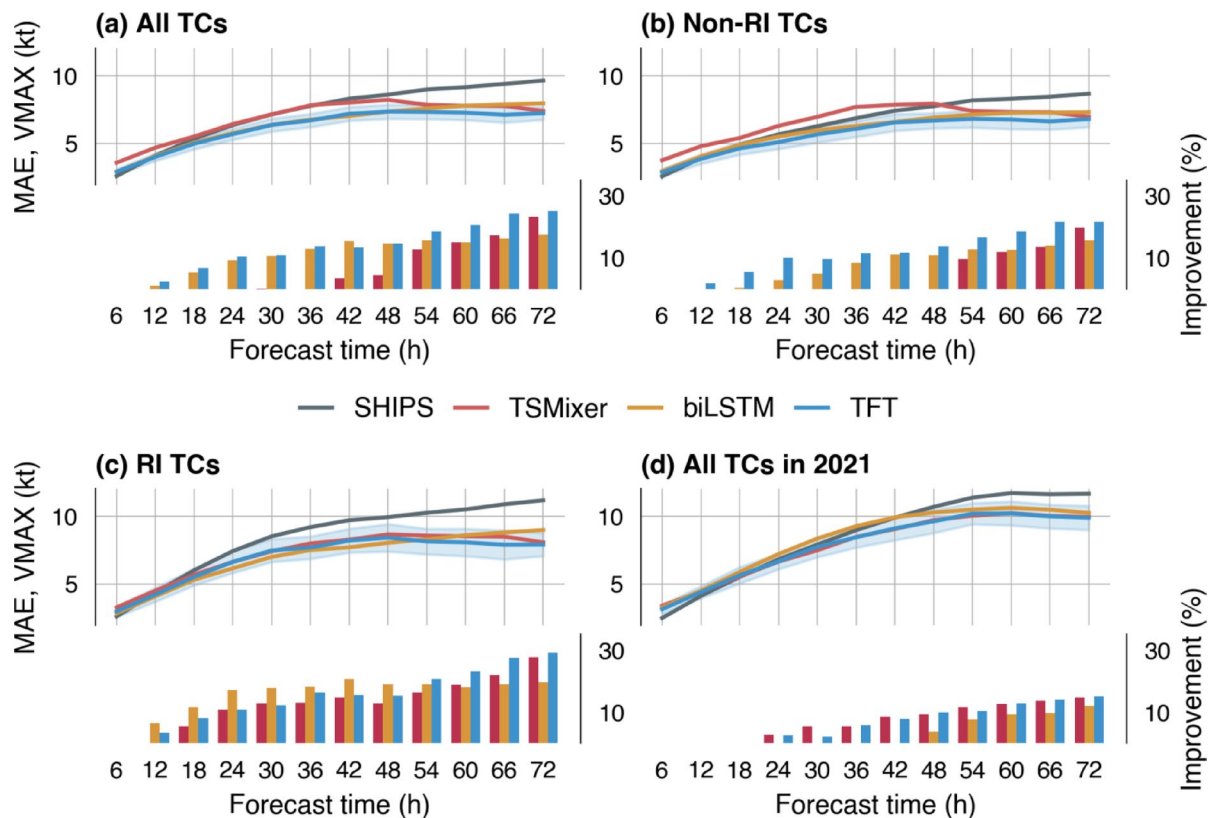 (a) All TCs
MAE, VMAX (kt)
10
5
30
10
6 12 18 24 30 36 42 48 54 60 66 72
Forecast time (h)
(b) Non-RI TCs
10
5
30
10
Improvement (%)
6 12 18 24 30 36 42 48 54 60 66 72
Forecast time (h)
SHIPS TSMixer biLSTM TFT
(c) RI TCs
MAE, VMAX (kt)
10
5
30
10
6 12 18 24 30 36 42 48 54 60 66 72
Forecast time (h)
(d) All TCs in 2021
10
5
30
10
Improvement (%)
6 12 18 24 30 36 42 48 54 60 66 72
Forecast time (h)